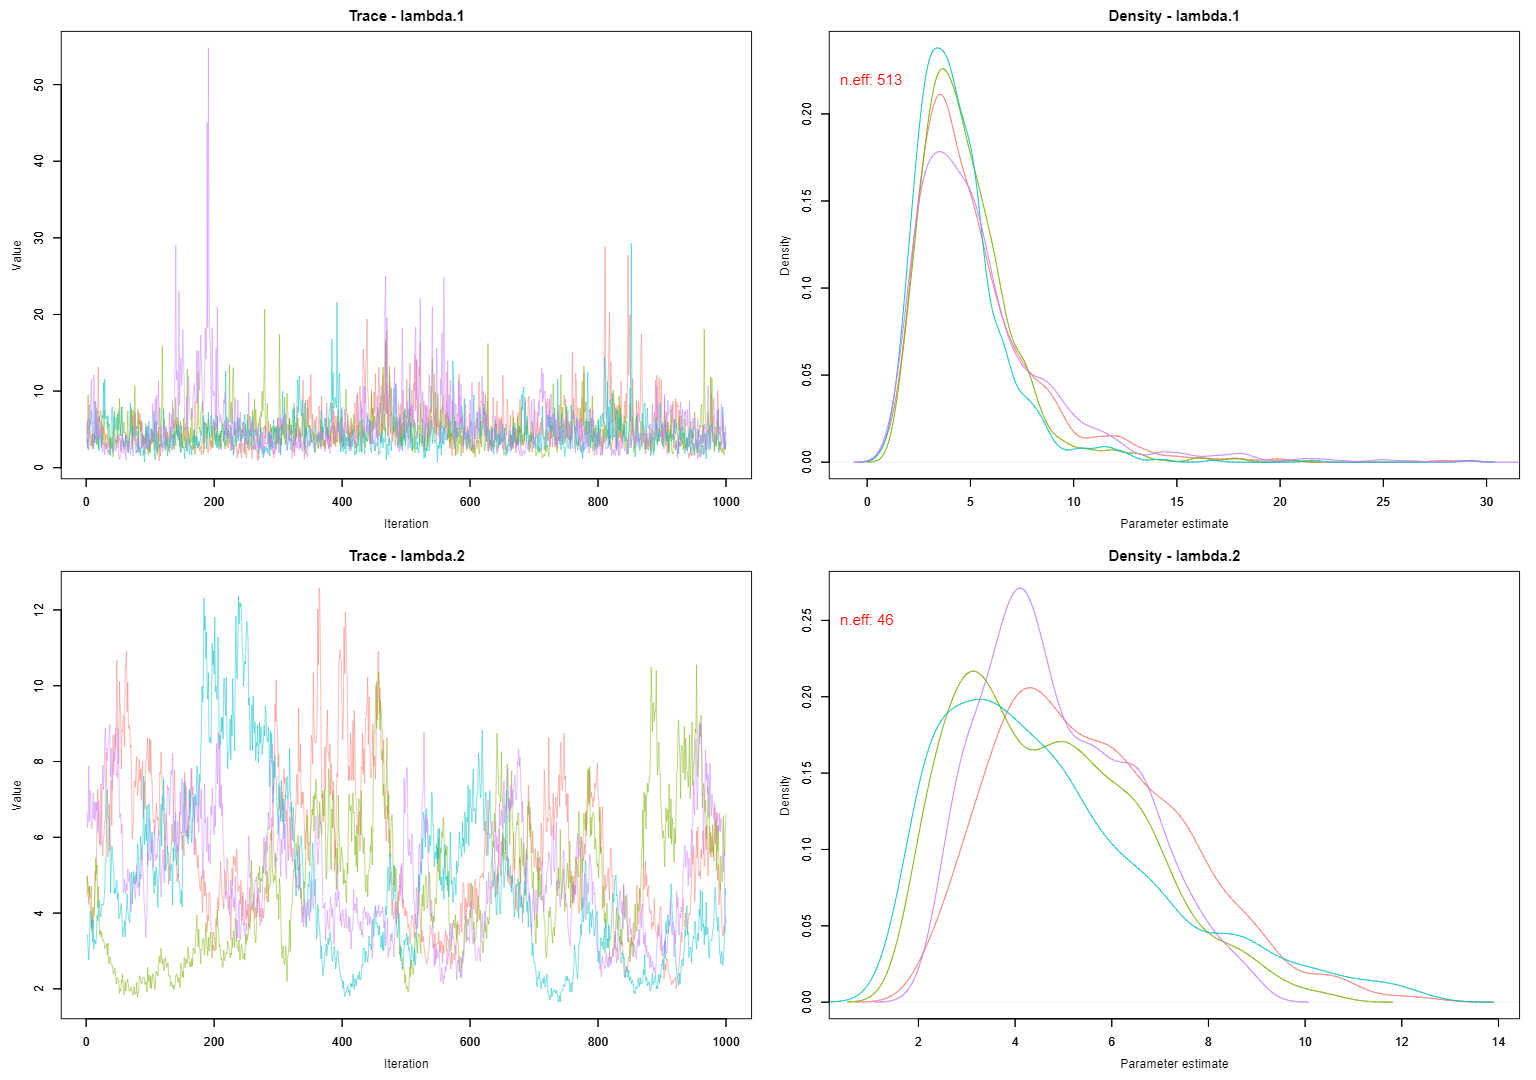 Trace - lambda.1
Value
0 10 20 30 40 50
0 200 400 600 800 1000
Iteration
Density - lambda.1
n.eff: 513
Density
0.00 0.05 0.10 0.15 0.20
0 5 10 15 20 25 30
Parameter estimate
Trace - lambda.2
Value
2 4 6 8 10 12
0 200 400 600 800 1000
Iteration
Density - lambda.2
n.eff: 46
Density
0.00 0.05 0.10 0.15 0.20 0.25
2 4 6 8 10 12 14
Parameter estimate